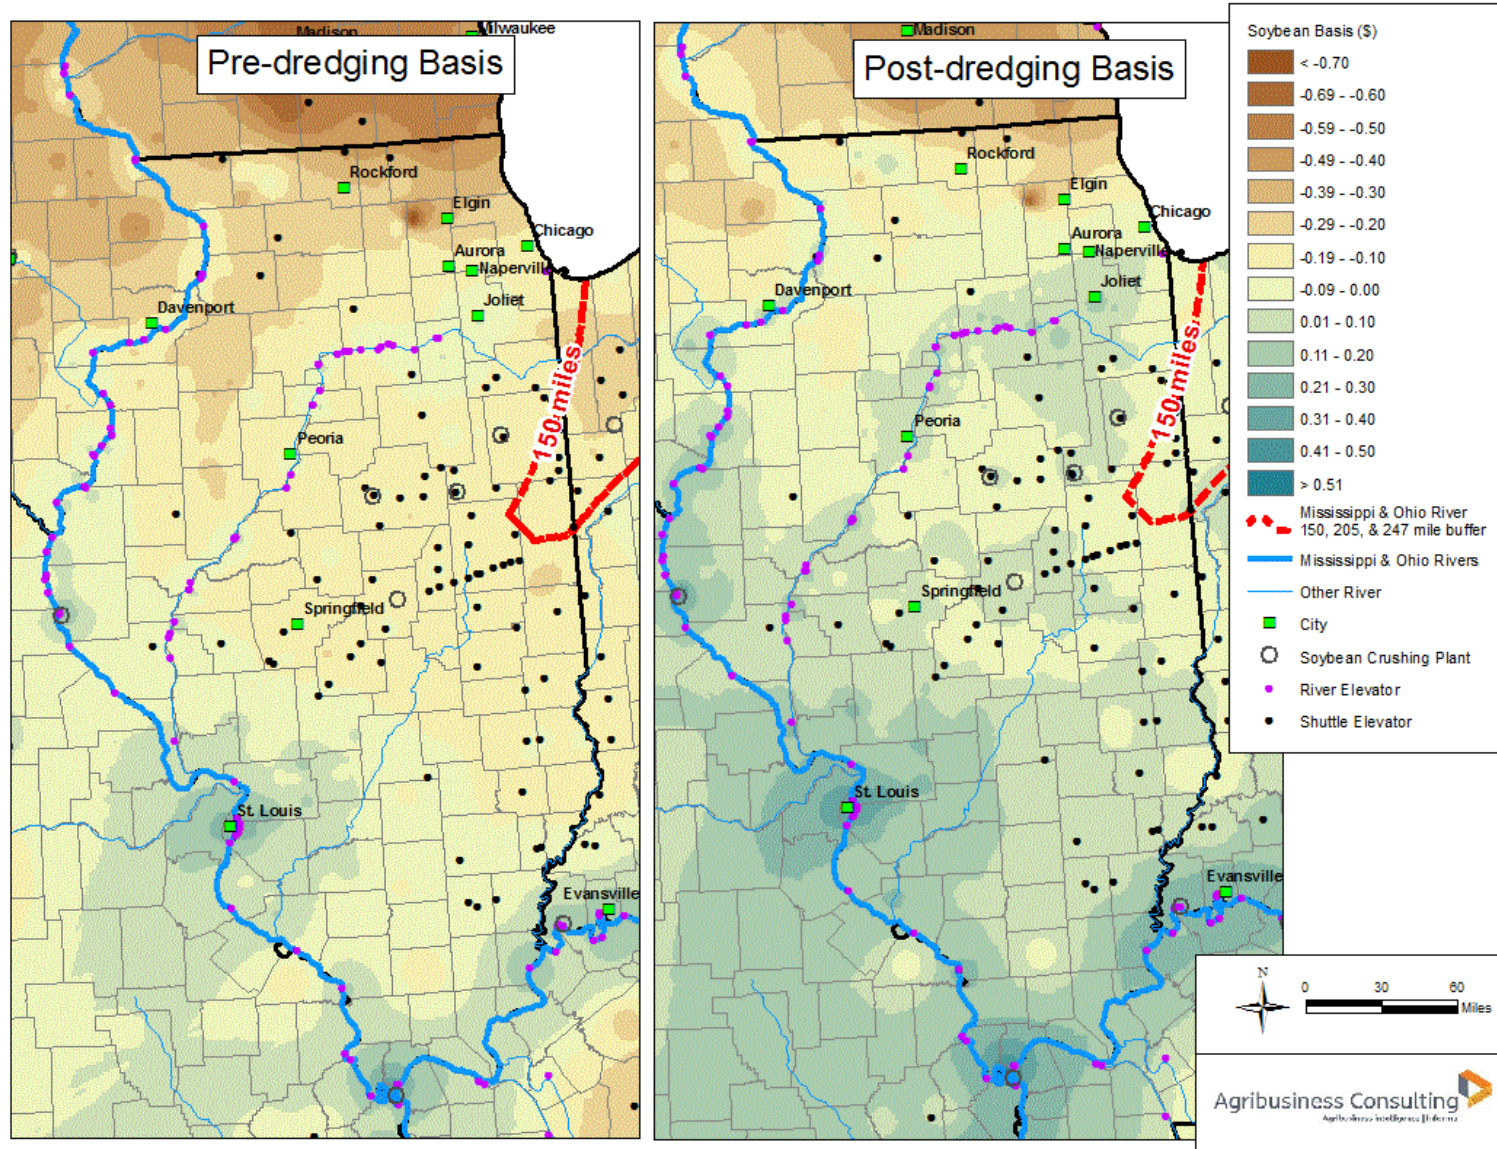 Pre-dredging Basis
Madison
Milwaukee
Rockford
Elgin
Chicago
Aurora
Naperville
Joliet
Davenport
150 miles
Peoria
Springfield
St. Louis
Evansville
Post-dredging Basis
Madison
Rockford
Elgin
Chicago
Aurora
Naperville
Joliet
Davenport
150 miles
Peoria
Springfield
St. Louis
Evansville
Soybean Basis ($)
< -0.70
-0.69 - -0.60
-0.59 - -0.50
-0.49 - -0.40
-0.39 - -0.30
-0.29 - -0.20
-0.19 - -0.10
-0.09 - 0.00
0.01 - 0.10
0.11 - 0.20
0.21 - 0.30
0.31 - 0.40
0.41 - 0.50
> 0.51
Mississippi & Ohio River
150, 205, & 247 mile buffer
Mississippi & Ohio Rivers
Other River
City
Soybean Crushing Plant
River Elevator
Shuttle Elevator
N
0 30 60
Miles
Agribusiness Consulting
Agribusiness intelligence | Informa